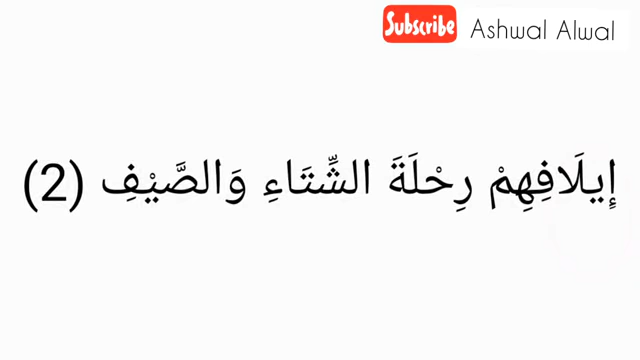 Subscribe Ashwal Alwal
إِيلَافِهِمْ رِحْلَةَ الشِّتَاءِ وَالصَّيْفِ (2)